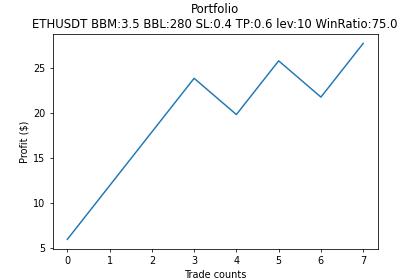 Portfolio
ETHUSDT BBM:3.5 BBL:280 SL:0.4 TP:0.6 lev:10 WinRatio:75.0
25
20
15
10
5
Profit ($)
0 1 2 3 4 5 6 7
Trade counts